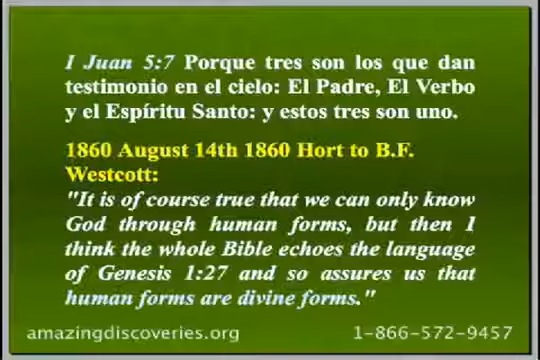 I Juan 5:7 Porque tres son los que dan
testimonio en el cielo: El Padre, El Verbo
y el Espíritu Santo: y estos tres son uno.
1860 August 14th 1860 Hort to B.F.
Westcott:
"It is of course true that we can only know
God through human forms, but then I
think the whole Bible echoes the language
of Genesis 1:27 and so assures us that
human forms are divine forms."
amazingdiscoveries.org 1-866-572-9457